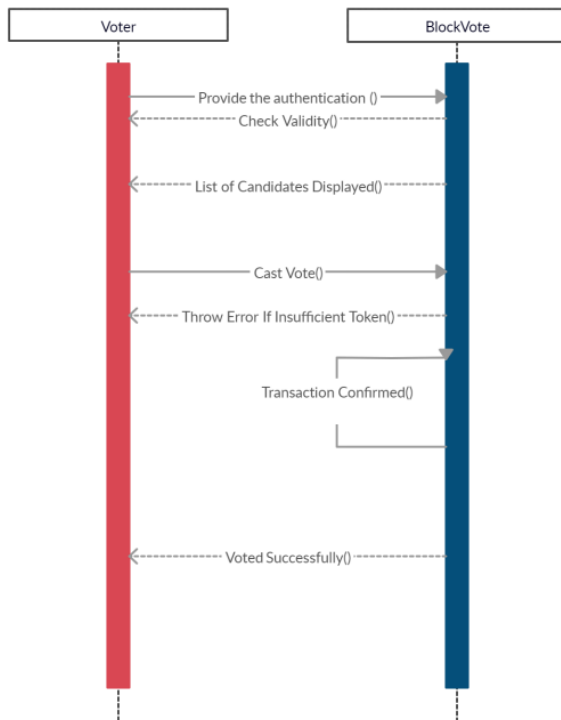 Voter
BlockVote
Provide the authentication ()
Check Validity()
List of Candidates Displayed()
Cast Vote()
Throw Error If Insufficient Token()
Transaction Confirmed()
Voted Successfully()